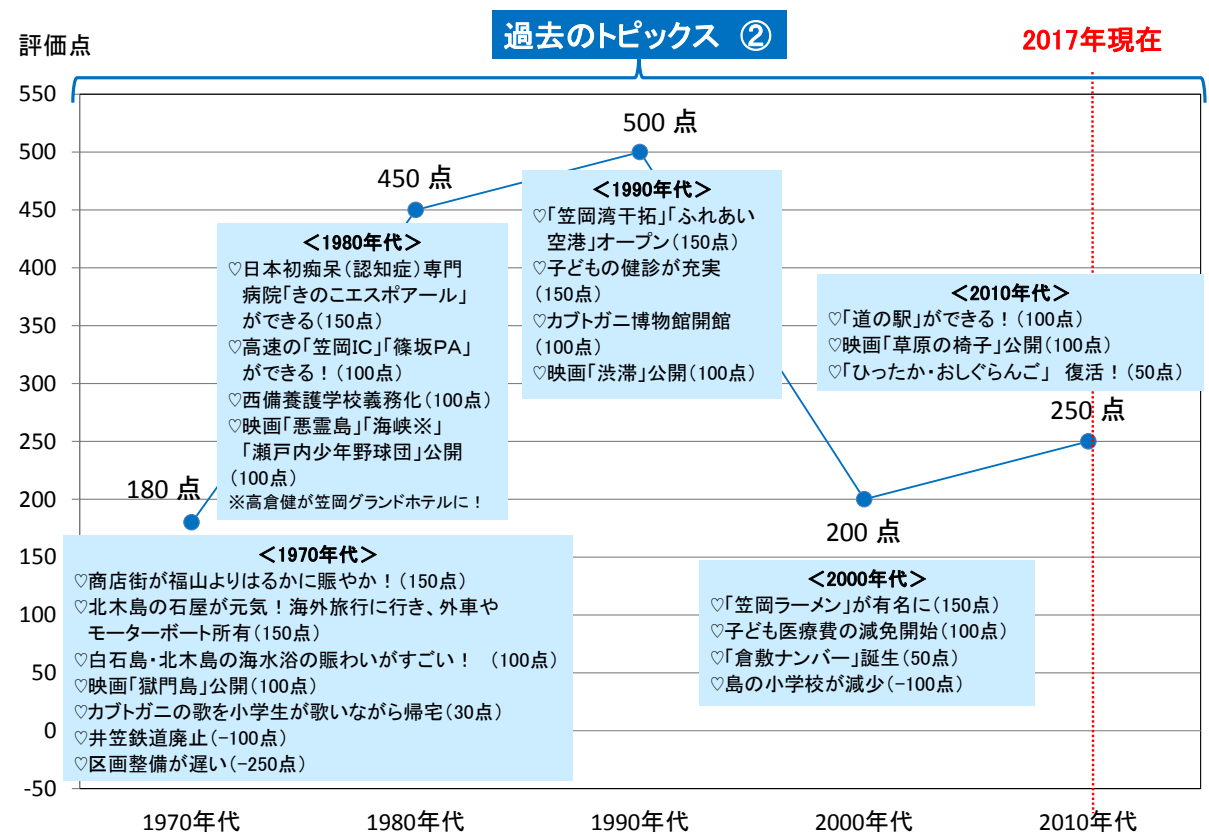 過去のトピックス ②
評価点
2017年現在
550
500
450
400
350
300
250
200
150
100
50
0
-50
180 点
450 点
500 点
200 点
250 点
＜1970年代＞
♡商店街が福山よりはるかに賑やか！(150点)
♡北木島の石屋が元気！海外旅行に行き、外車や
モーターボート所有(150点)
♡白石島・北木島の海水浴の賑わいがすごい！ (100点)
♡映画「獄門島」公開(100点)
♡カブトガニの歌を小学生が歌いながら帰宅(30点)
♡井笠鉄道廃止(-100点)
♡区画整備が遅い(-250点)
＜1980年代＞
♡日本初痴呆(認知症)専門
病院「きのこエスポアール」
ができる(150点)
♡高速の「笠岡IC」「篠坂PA」
ができる！(100点)
♡西備養護学校義務化(100点)
♡映画「悪霊島」「海峡※」
「瀬戸内少年野球団」公開
(100点)
※高倉健が笠岡グランドホテルに！
＜1990年代＞
♡「笠岡湾干拓」「ふれあい
空港」オープン(150点)
♡子どもの健診が充実
(150点)
♡カブトガニ博物館開館
(100点)
♡映画「渋滞」公開(100点)
＜2000年代＞
♡「笠岡ラーメン」が有名に(150点)
♡子ども医療費の減免開始(100点)
♡「倉敷ナンバー」誕生(50点)
♡島の小学校が減少(-100点)
＜2010年代＞
♡「道の駅」ができる！(100点)
♡映画「草原の椅子」公開(100点)
♡「ひったか・おしぐらんご」 復活！(50点)
1970年代
1980年代
1990年代
2000年代
2010年代